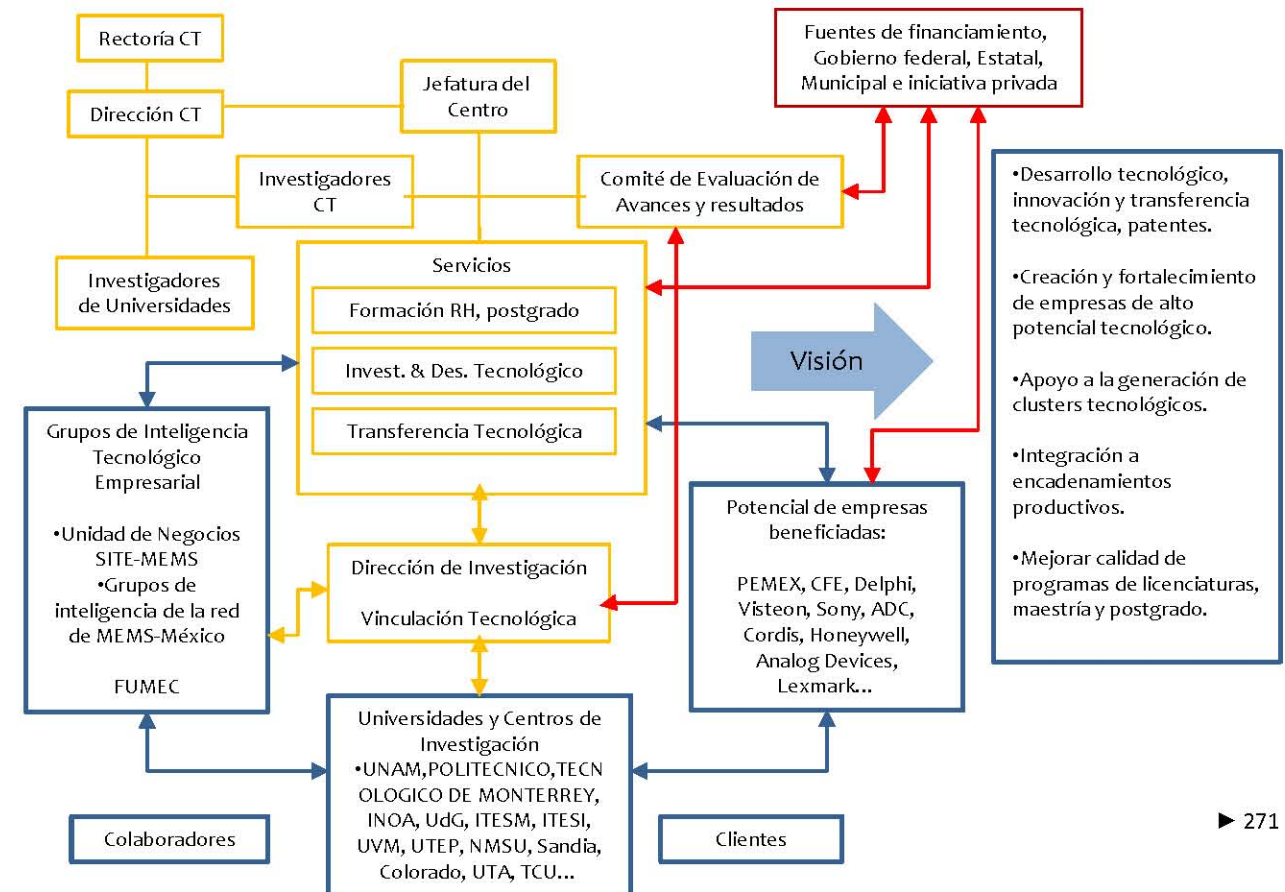 Rectoría CT
Dirección CT
Jefatura del
Centro
Fuentes de financiamiento,
Gobierno federal, Estatal,
Municipal e iniciativa privada
Investigadores
CT
Comité de Evaluación de
Avances y resultados
Investigadores
de Universidades
Servicios
Formación RH, postgrado
Invest. & Des. Tecnológico
Transferencia Tecnológica
Visión
•Desarrollo tecnológico,
innovación y transferencia
tecnológica, patentes.
•Creación y fortalecimiento
de empresas de alto
potencial tecnológico.
•Apoyo a la generación de
clusters tecnológicos.
•Integración a
encadenamientos
productivos.
•Mejorar calidad de
programas de licenciaturas,
maestría y postgrado.
Grupos de Inteligencia
Tecnológico
Empresarial
•Unidad de Negocios
SITE-MEMS
•Grupos de
inteligencia de la red
de MEMS-México
FUMEC
Dirección de Investigación
Vinculación Tecnológica
Potencial de empresas
beneficiadas:
PEMEX, CFE, Delphi,
Visteon, Sony, ADC,
Cordis, Honeywell,
Analog Devices,
Lexmark...
Universidades y Centros de
Investigación
•UNAM,POLITECNICO,TECN
OLOGICO DE MONTERREY,
INOA, UdG, ITESM, ITESI,
UVM, UTEP, NMSU, Sandia,
Colorado, UTA, TCU...
Colaboradores
Clientes
► 271